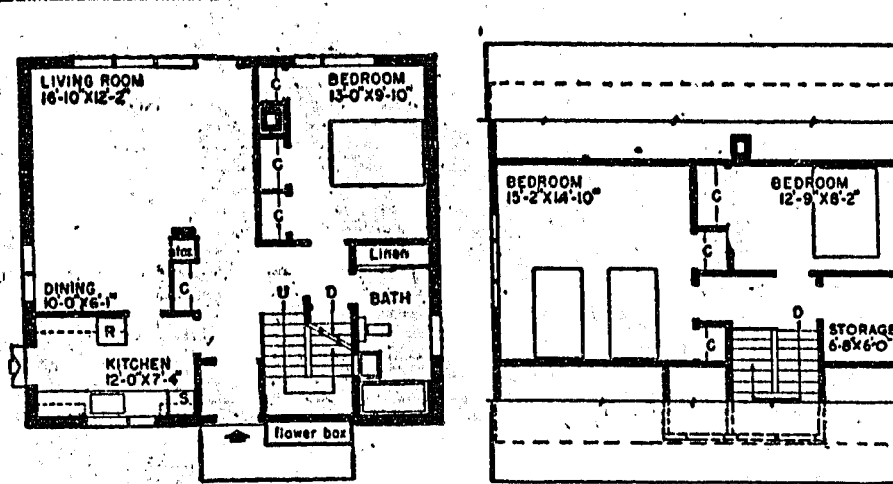 LIVING ROOM
16'-10"X12'-2"
C
BEDROOM
13'-0"X9'-10"
C
C
stor.
C
Linen
DINING
10'-0"X6'-1"
U
D
BATH
R
KITCHEN
12'-0"X7'-4"
S.
flower box
BEDROOM
15'-2"X14'-10"
C
BEDROOM
12'-9"X8'-2"
C
D
STORAGE
6'-8"X6'-0"
C